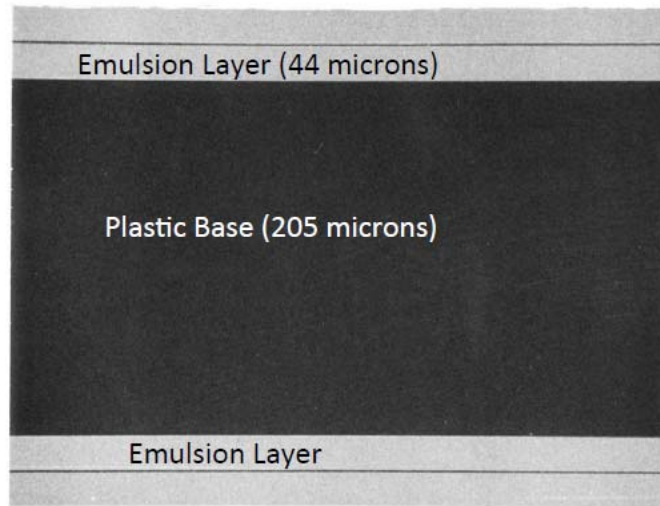 Emulsion Layer (44 microns)
Plastic Base (205 microns)
Emulsion Layer